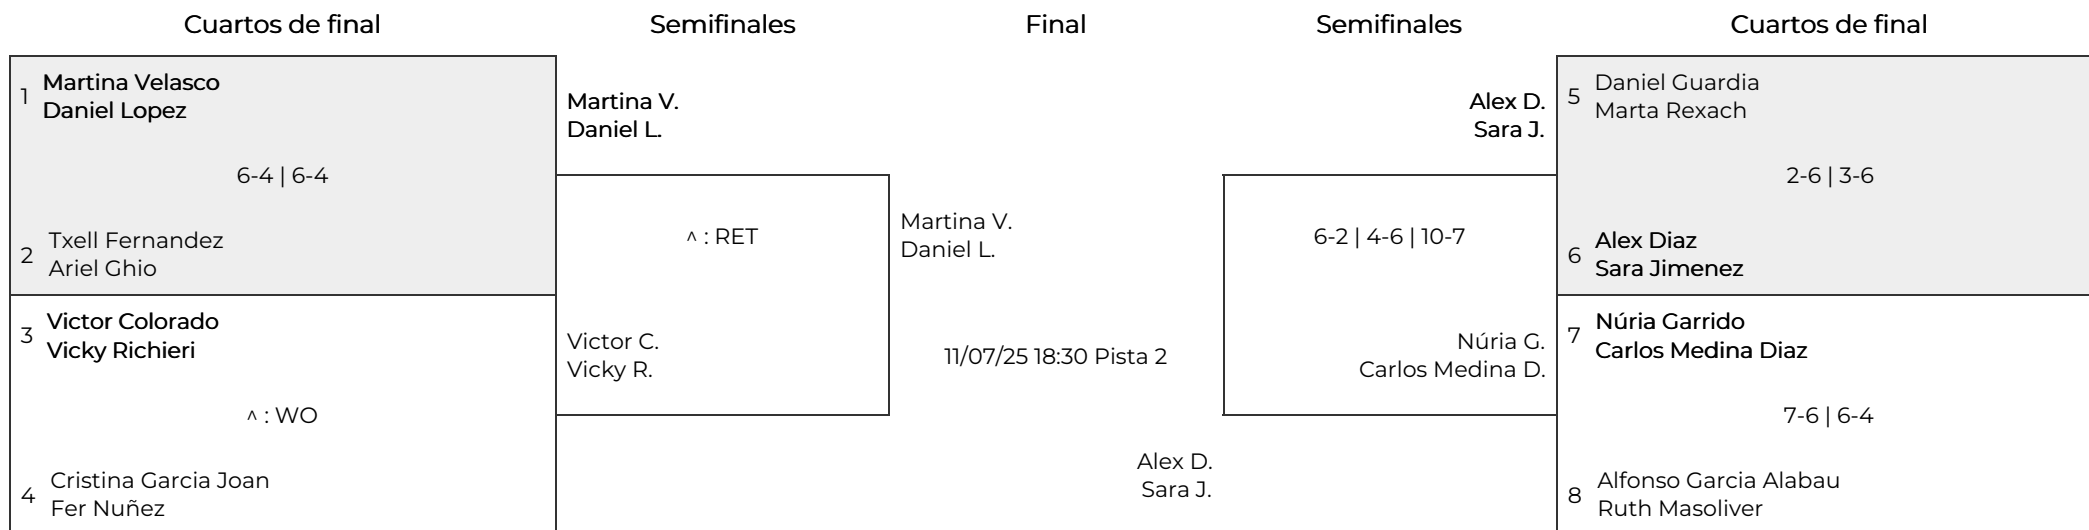 Cuartos de final
Semifinales
Final
Semifinales
Cuartos de final
1
Martina Velasco
Daniel Lopez
6-4 | 6-4
2
Txell Fernandez
Ariel Ghio
3
Victor Colorado
Vicky Richieri
^ : WO
4
Cristina Garcia Joan
Fer Nuñez
Martina V.
Daniel L.
^ : RET
Victor C.
Vicky R.
Martina V.
Daniel L.
11/07/25 18:30 Pista 2
Alex D.
Sara J.
Alex D.
Sara J.
6-2 | 4-6 | 10-7
Núria G.
Carlos Medina D.
5
Daniel Guardia
Marta Rexach
2-6 | 3-6
6
Alex Diaz
Sara Jimenez
7
Núria Garrido
Carlos Medina Diaz
7-6 | 6-4
8
Alfonso Garcia Alabau
Ruth Masoliver